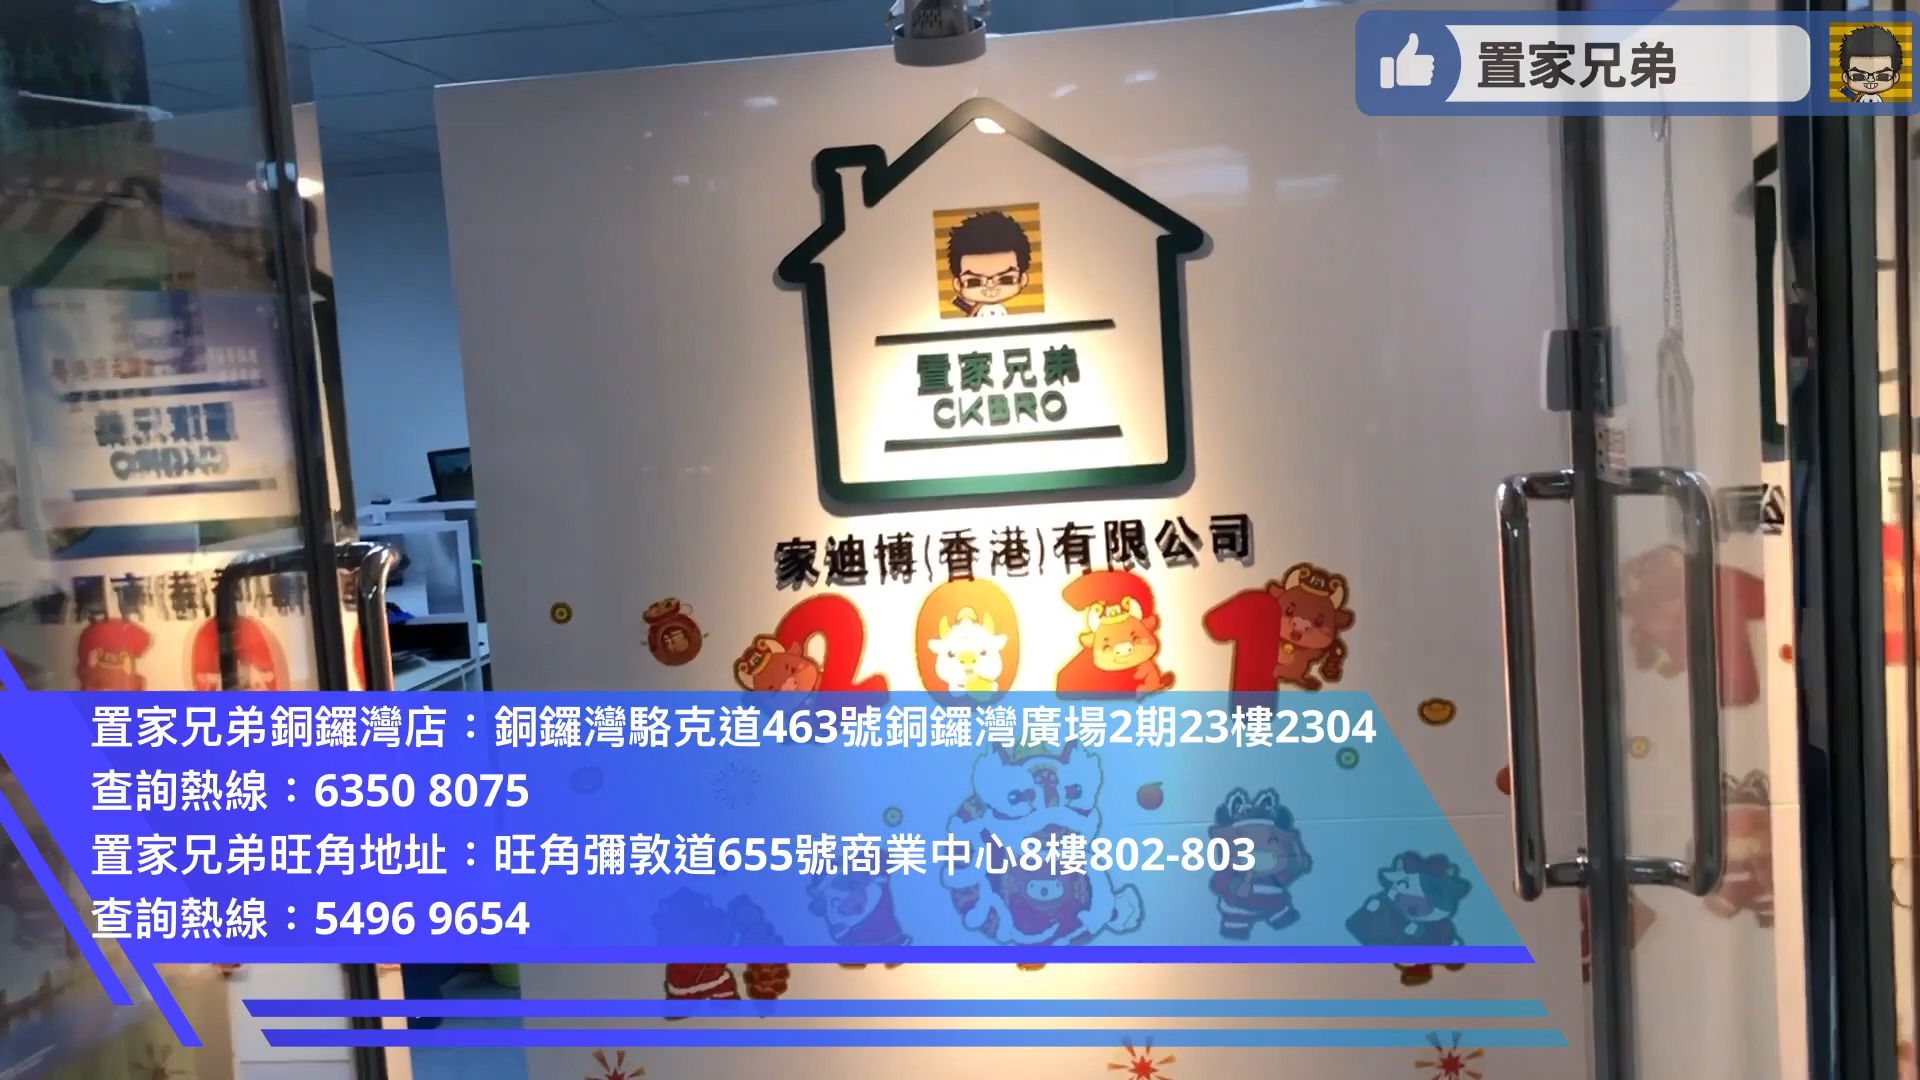 置家兄弟
置家兄弟
CKBRO
家迪博(香港)有限公司
2021
福
置家兄弟銅鑼灣店：銅鑼灣駱克道463號銅鑼灣廣場2期23樓2304
查詢熱線：6350 8075
置家兄弟旺角地址：旺角彌敦道655號商業中心8樓802-803
查詢熱線：5496 9654